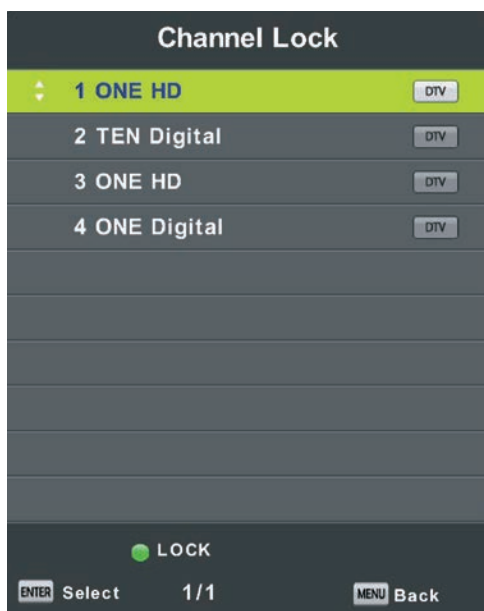 Channel Lock
1 ONE HD DTV
2 TEN Digital DTV
3 ONE HD DTV
4 ONE Digital DTV
LOCK
ENTER Select 1/1 MENU Back